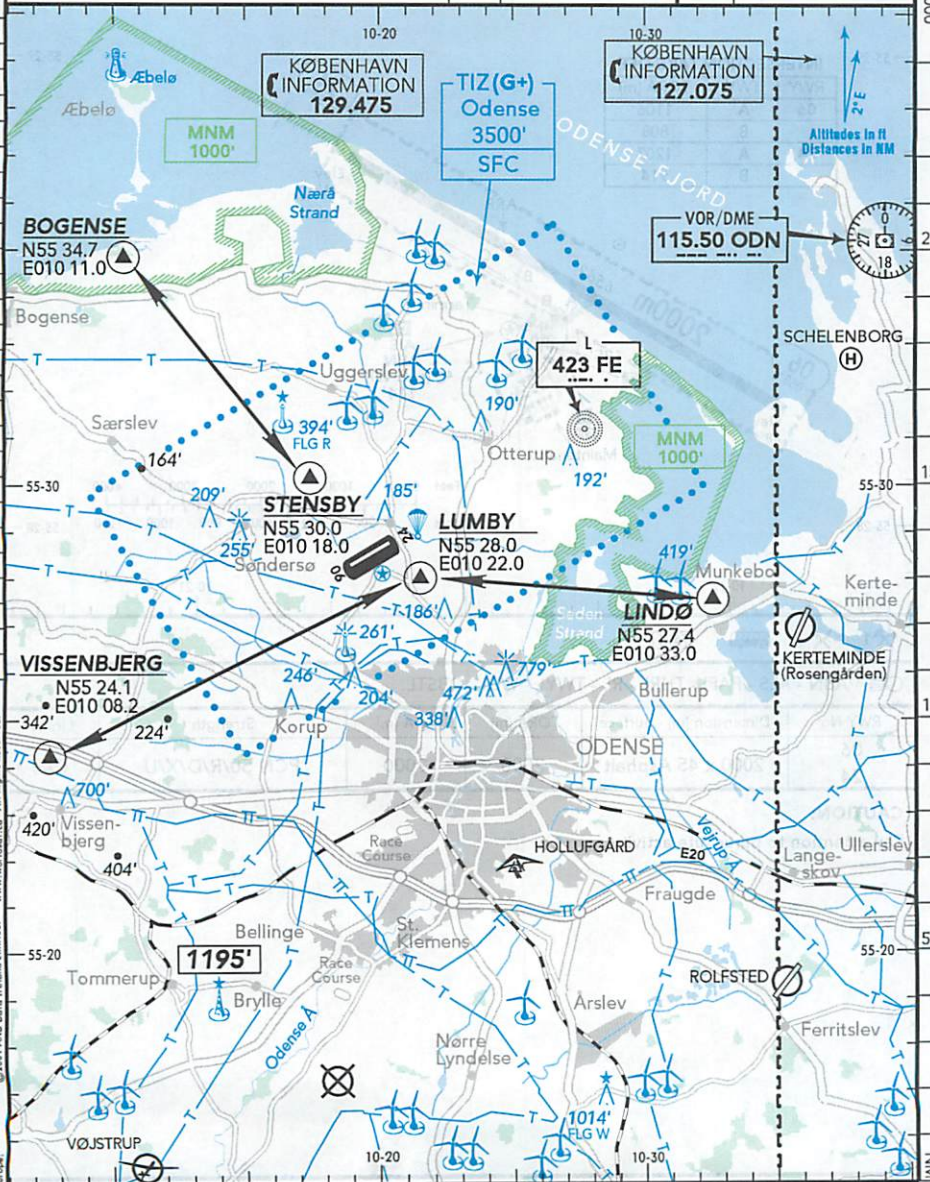 10-20
10-30
KØBENHAVN
INFORMATION
129.475
KØBENHAVN
INFORMATION
127.075
2°E
Altitudes in ft
Distances in NM
TIZ(G+)
Odense
3500'
SFC
Æbelø
Æbelø
MNM
1000'
ODENSE FJORD
Nærå
Strand
VOR/DME
115.50 ODN
0
27
18
BOGENSE
N55 34.7
E010 11.0
Bogense
SCHELENBORG
H
L
423 FE
T
T
Uggerslev
394'
FLG R
190'
Særslev
164'
Otterup
192'
MNM
1000'
55-30
55-30
209'
255'
185'
STENSBY
N55 30.0
E010 18.0
LUMBY
N55 28.0
E010 22.0
Søndersø
24
06
419'
Munkebo
Kerte-
minde
186'
Seden
Strand
LINDØ
N55 27.4
E010 33.0
KERTEMINDE
(Rosengården)
261'
VISSENBJERG
N55 24.1
E010 08.2
246'
204'
779'
472'
338'
342'
224'
Korup
Bullerup
ODENSE
700'
Vissen-
bjerg
420'
404'
Race
Course
HOLLUFGÅRD
Vejrup Å
E20
Lange-
skov
Ullerslev
Fraugde
Bellinge
St.
Klemens
55-20
1195'
Race
Course
Tommerup
Brylle
ROLFSTED
Årslev
Ferritslev
Odense Å
Nørre
Lyndelse
1014'
FLG W
VØJSTRUP
10-20
10-30